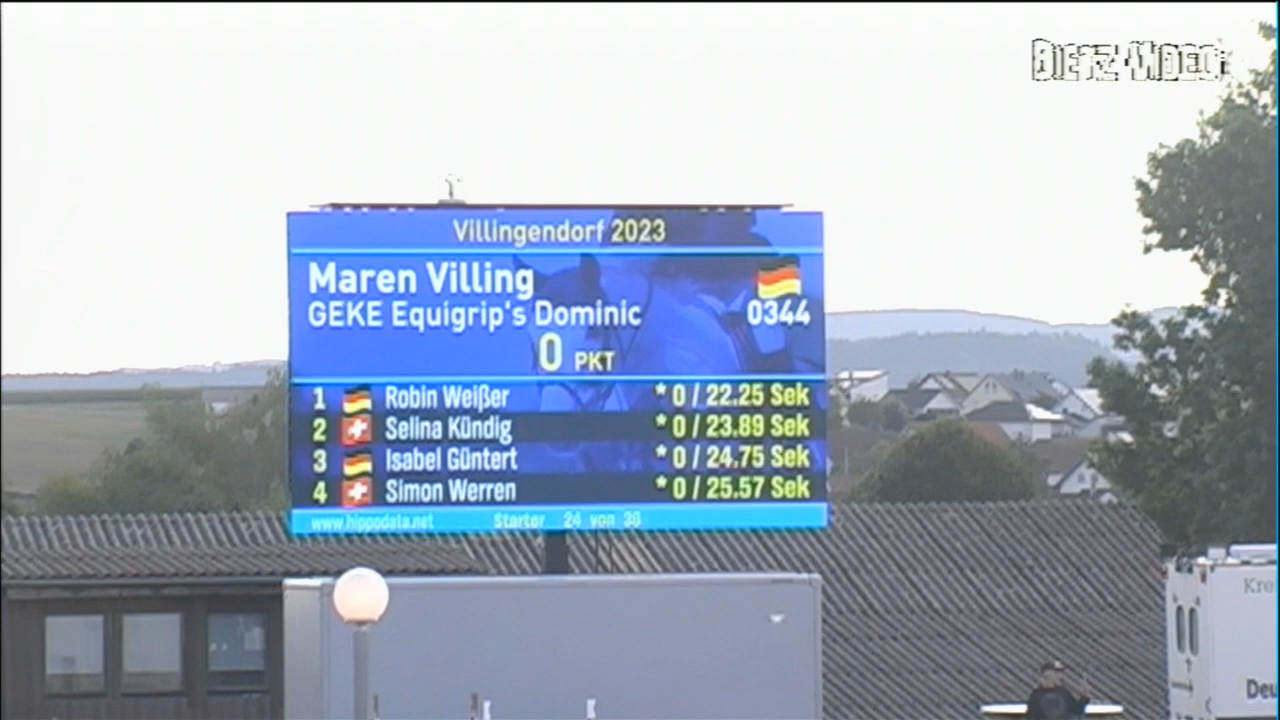 DIETZ-VIDEO
Villingendorf 2023
Maren Villing
GEKE Equigrip's Dominic 0344
0 PKT
1 Robin Weißer * 0 / 22.25 Sek
2 Selina Kündig * 0 / 23.89 Sek
3 Isabel Güntert * 0 / 24.75 Sek
4 Simon Werren * 0 / 25.57 Sek
www.hippodata.net Starter 24 von
Kre
Deu